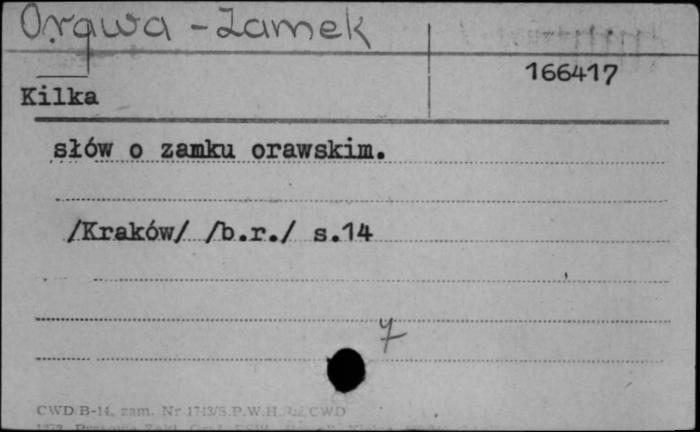 Orawa - Zamek
166417
Kilka
słów o zamku orawskim.
/Kraków/ /b.r./ s.14
7
CWD B-14, zam. Nr 1743/S.P.W.H. CWD